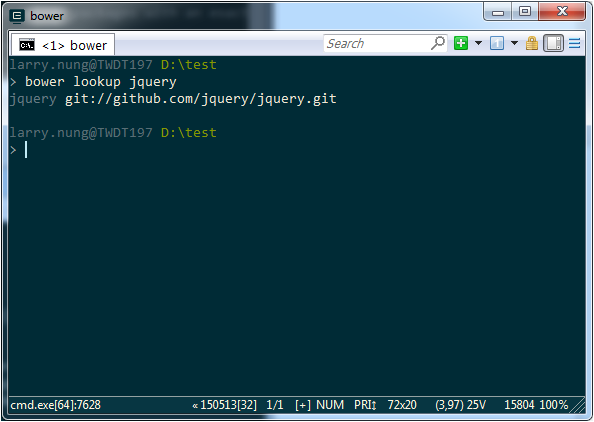 bower
<1> bower
Search
larry.nung@TWDT197 D:\test
> bower lookup jquery
jquery git://github.com/jquery/jquery.git
larry.nung@TWDT197 D:\test
>
cmd.exe[64]:7628 «150513[32] 1/1 [+] NUM PRI↕ 72x20 (3,97) 25V 15804 100%